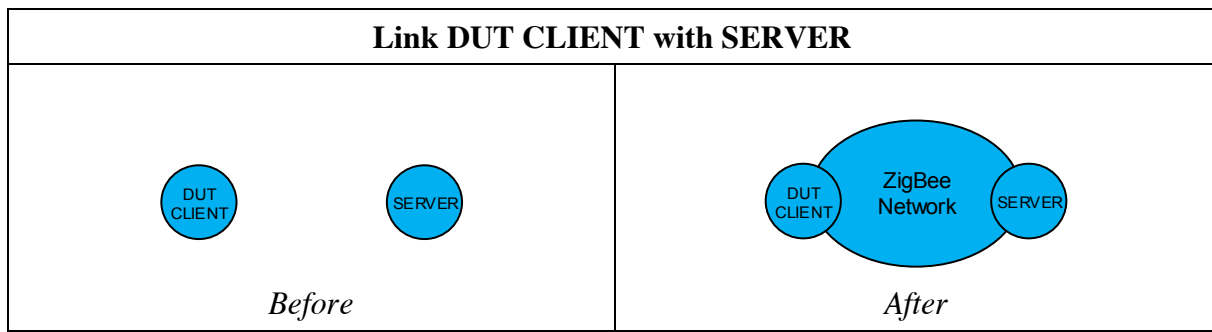 Link DUT CLIENT with SERVER
DUT
CLIENT
SERVER
Before
DUT
CLIENT
ZigBee
Network
SERVER
After